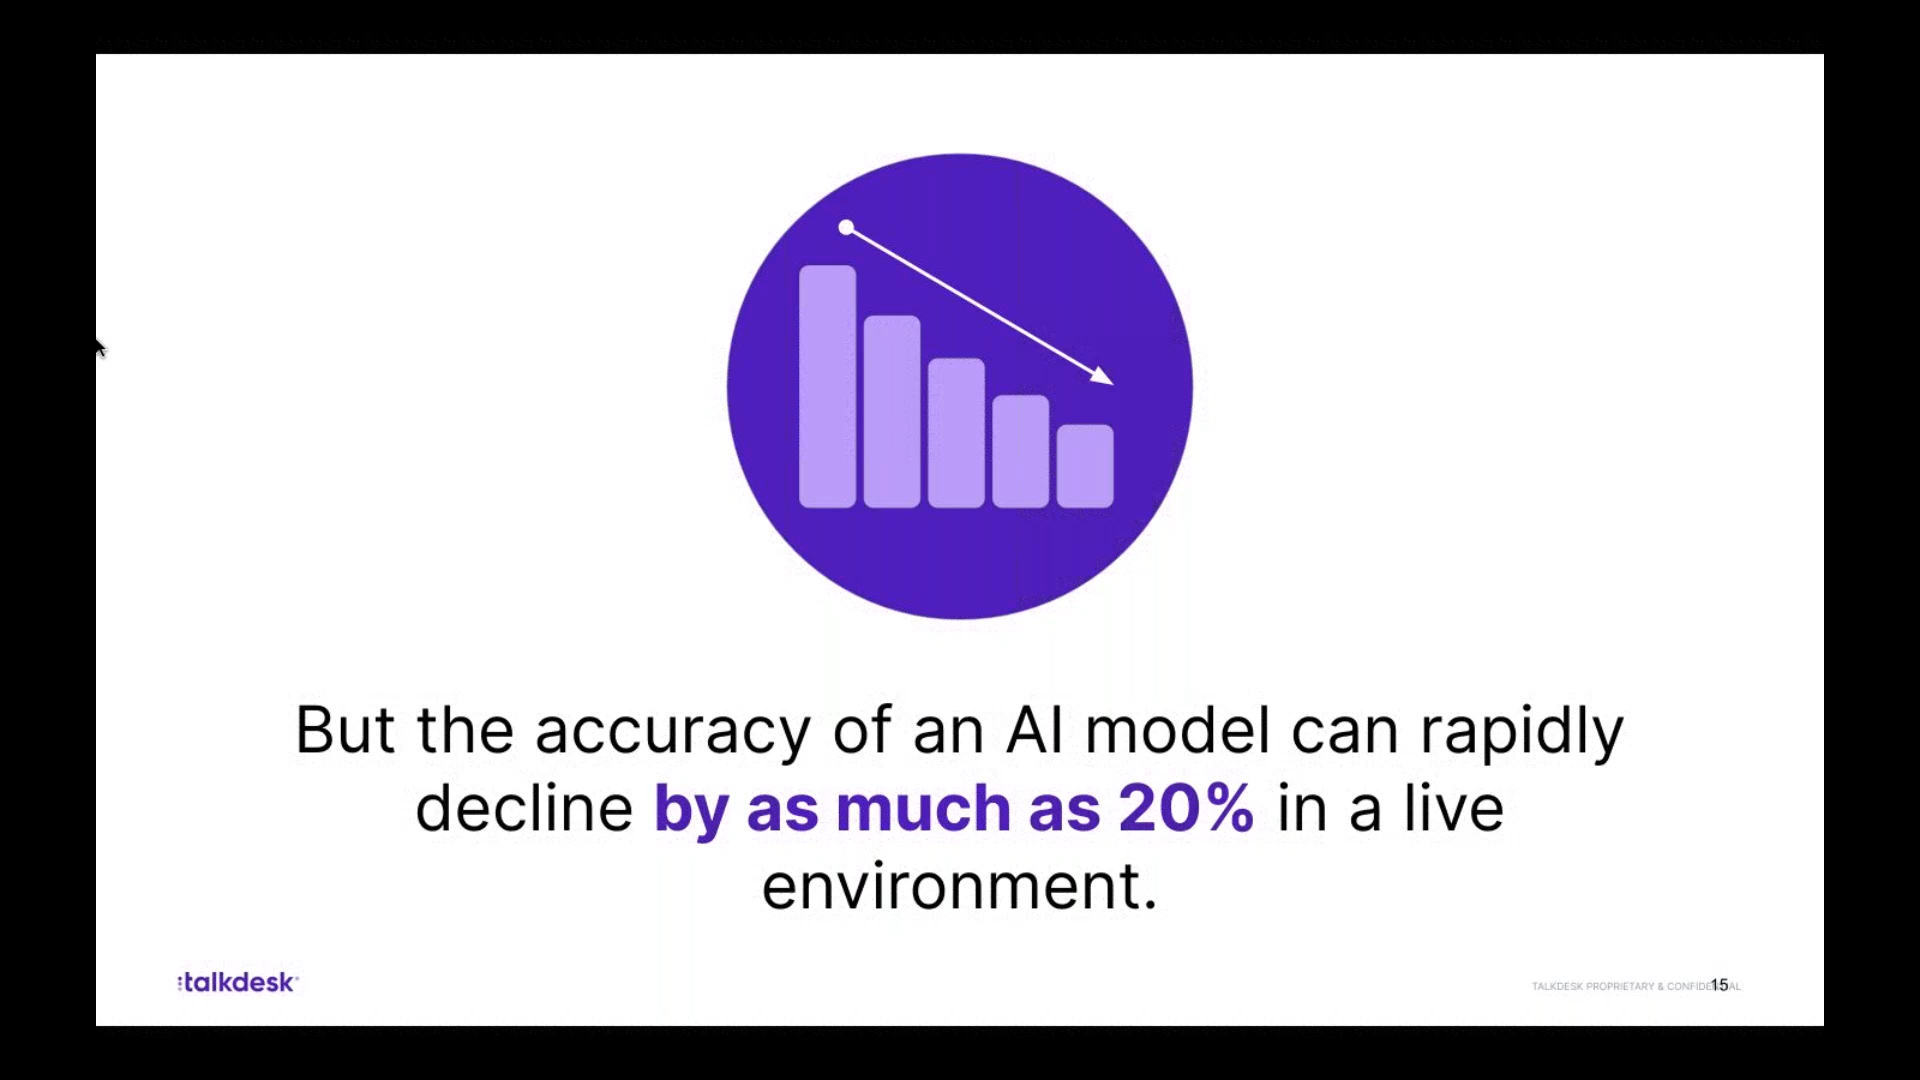 But the accuracy of an AI model can rapidly
decline by as much as 20% in a live
environment.
:talkdesk
TALKDESK PROPRIETARY & CONFIDENTIAL
15